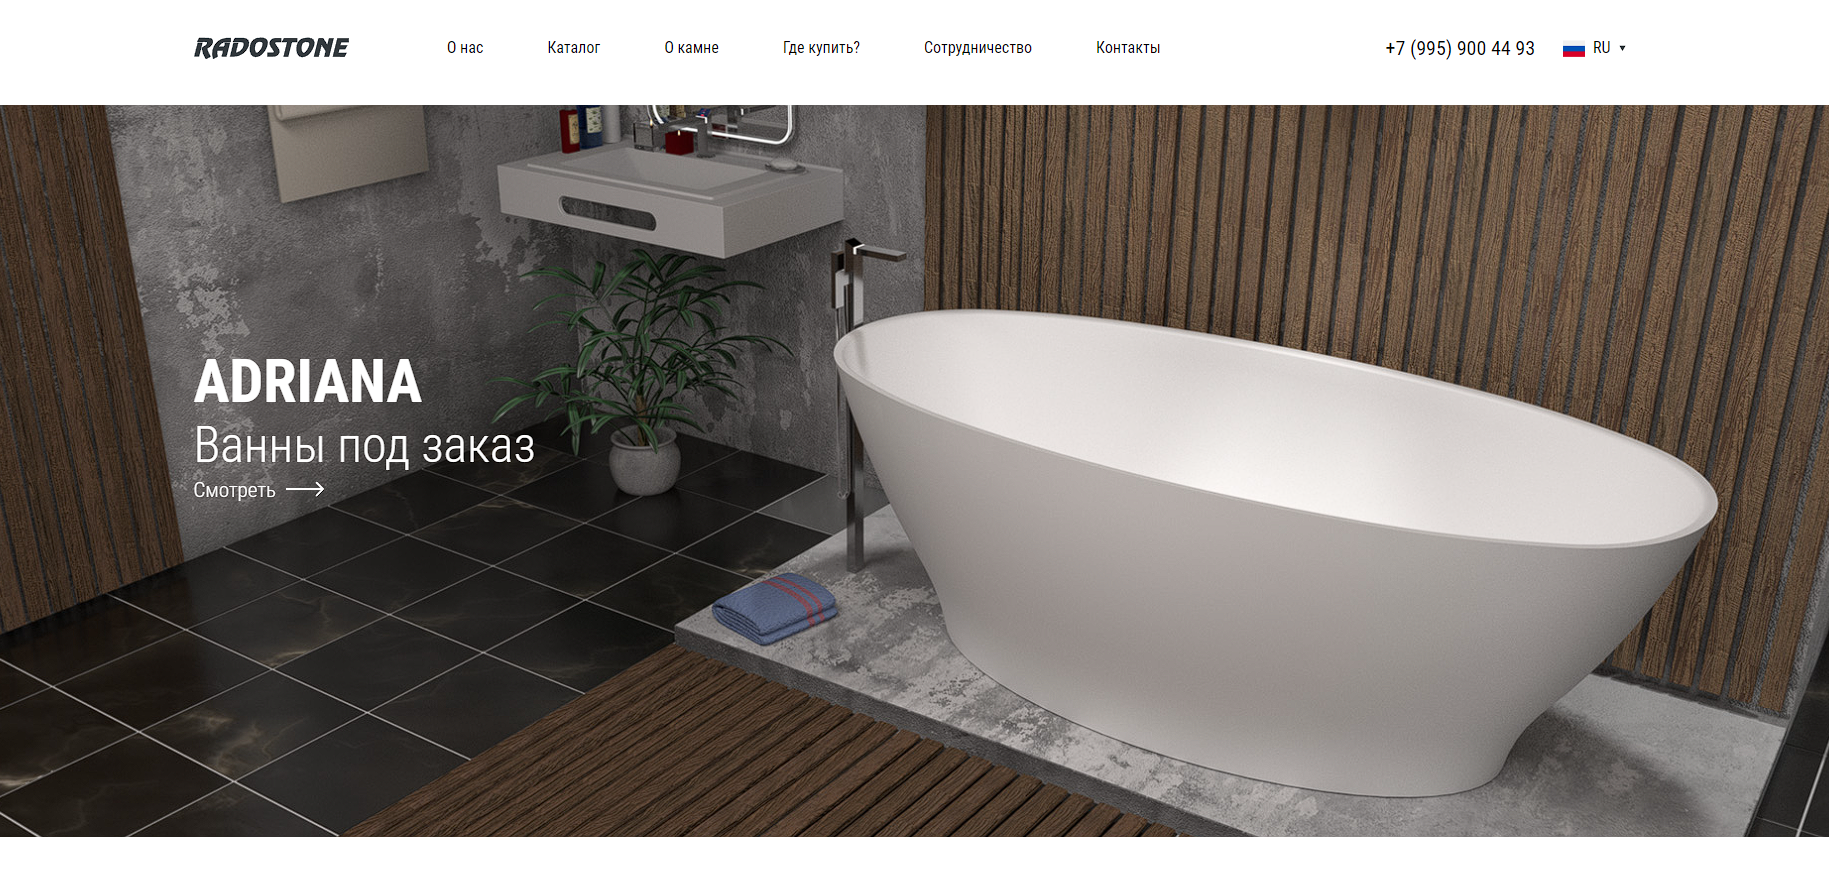 RADOSTONE
О нас
Каталог
О камне
Где купить?
Сотрудничество
Контакты
+7 (995) 900 44 93
RU
ADRIANA
Ванны под заказ
Смотреть